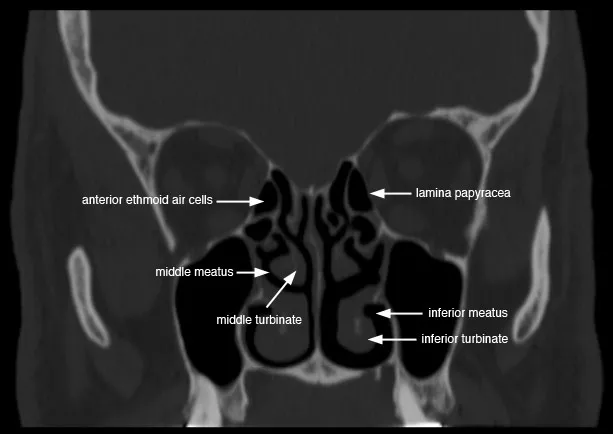 anterior ethmoid air cells
lamina papyracea
middle meatus
middle turbinate
inferior meatus
inferior turbinate